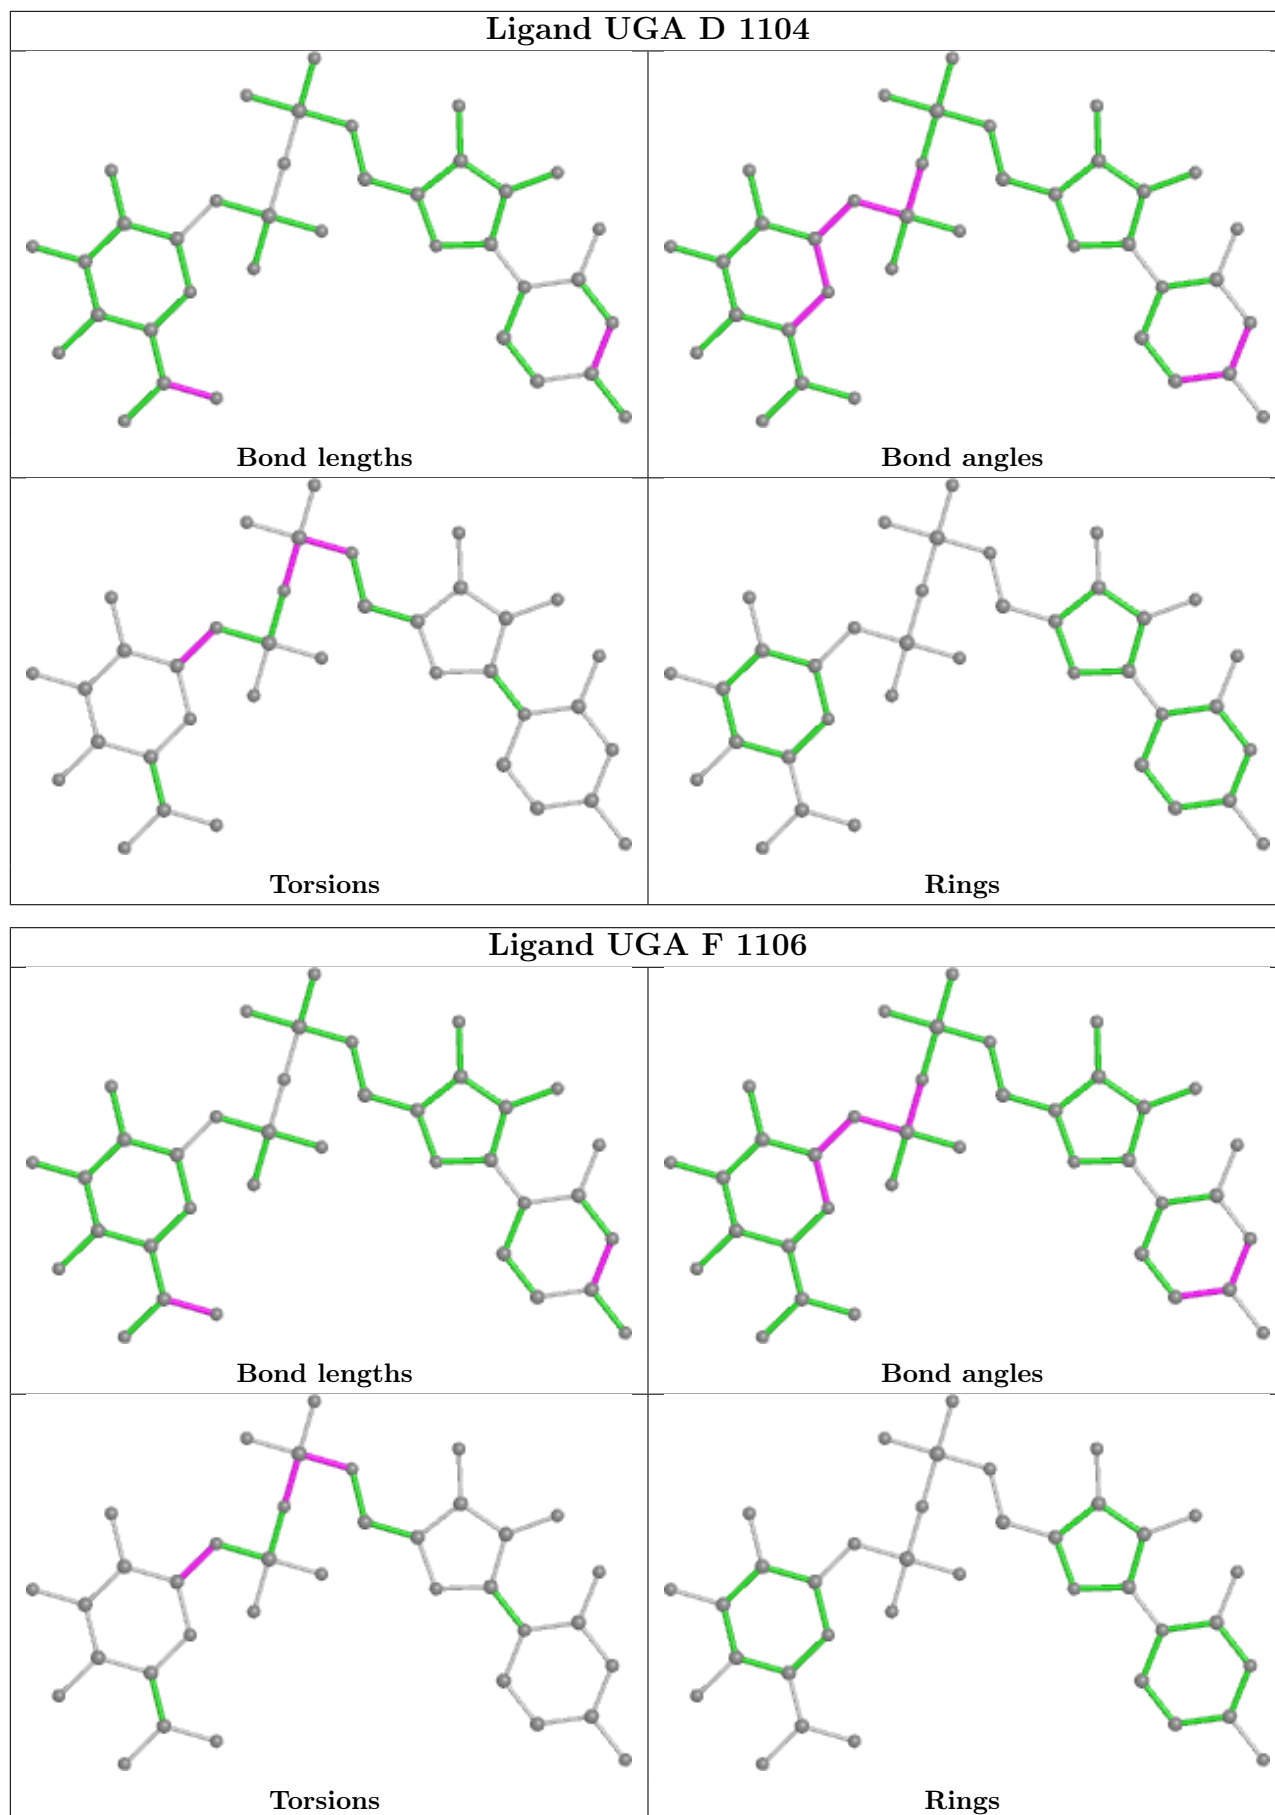 Ligand UGA D 1104
Bond lengths
Bond angles
Torsions
Rings
Ligand UGA F 1106
Bond lengths
Bond angles
Torsions
Rings